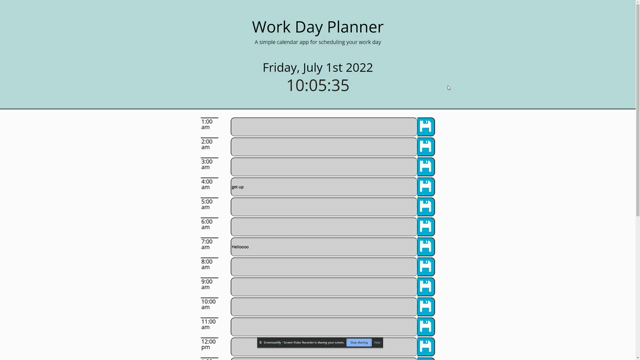 Work Day Planner
A simple calendar app for scheduling your work day
Friday, July 1st 2022
10:05:35
1:00
am
2:00
am
3:00
am
4:00
am
get up
5:00
am
6:00
am
7:00
am
Helloooo
8:00
am
9:00
am
10:00
am
11:00
am
12:00
pm
Screencastify - Screen Video Recorder is sharing your screen.
Stop sharing
Hide